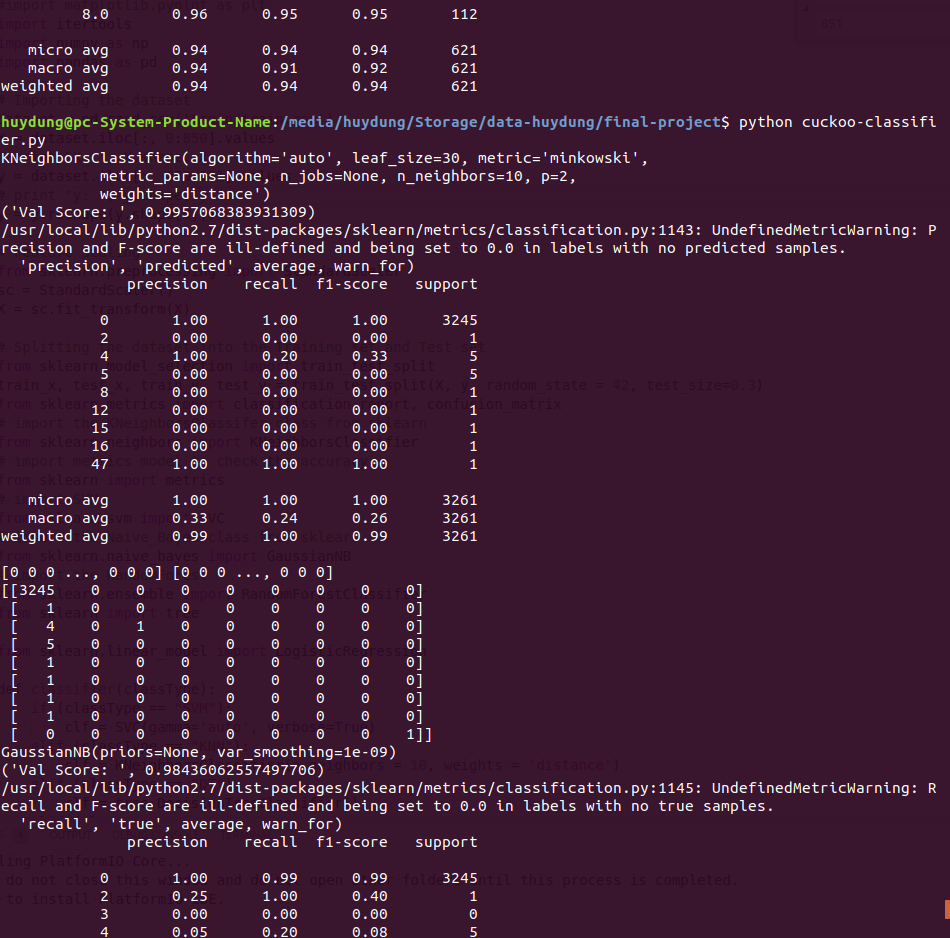 8.0       0.96      0.95      0.95       112
micro avg       0.94      0.94      0.94       621
macro avg       0.94      0.91      0.92       621
weighted avg       0.94      0.94      0.94       621
huydung@pc-System-Product-Name:/media/huydung/Storage/data-huydung/final-project$ python cuckoo-classifi
er.py
KNeighborsClassifier(algorithm='auto', leaf_size=30, metric='minkowski',
metric_params=None, n_jobs=None, n_neighbors=10, p=2,
weights='distance')
('Val Score: ', 0.9957068383931309)
/usr/local/lib/python2.7/dist-packages/sklearn/metrics/classification.py:1143: UndefinedMetricWarning: P
recision and F-score are ill-defined and being set to 0.0 in labels with no predicted samples.
'precision', 'predicted', average, warn_for)
precision    recall  f1-score   support
0       1.00      1.00      1.00      3245
2       0.00      0.00      0.00         1
4       1.00      0.20      0.33         5
5       0.00      0.00      0.00         5
8       0.00      0.00      0.00         1
12       0.00      0.00      0.00         1
15       0.00      0.00      0.00         1
16       0.00      0.00      0.00         1
47       1.00      1.00      1.00         1
micro avg       1.00      1.00      1.00      3261
macro avg       0.33      0.24      0.26      3261
weighted avg       0.99      1.00      0.99      3261
[0 0 0 ..., 0 0 0] [0 0 0 ..., 0 0 0]
[[3245    0    0    0    0    0    0    0    0]
[   1    0    0    0    0    0    0    0    0]
[   4    0    1    0    0    0    0    0    0]
[   5    0    0    0    0    0    0    0    0]
[   1    0    0    0    0    0    0    0    0]
[   1    0    0    0    0    0    0    0    0]
[   1    0    0    0    0    0    0    0    0]
[   1    0    0    0    0    0    0    0    0]
[   0    0    0    0    0    0    0    0    1]]
GaussianNB(priors=None, var_smoothing=1e-09)
('Val Score: ', 0.98436062557497706)
/usr/local/lib/python2.7/dist-packages/sklearn/metrics/classification.py:1145: UndefinedMetricWarning: R
ecall and F-score are ill-defined and being set to 0.0 in labels with no true samples.
'recall', 'true', average, warn_for)
precision    recall  f1-score   support
0       1.00      0.99      0.99      3245
2       0.25      1.00      0.40         1
3       0.00      0.00      0.00         0
4       0.05      0.20      0.08         5